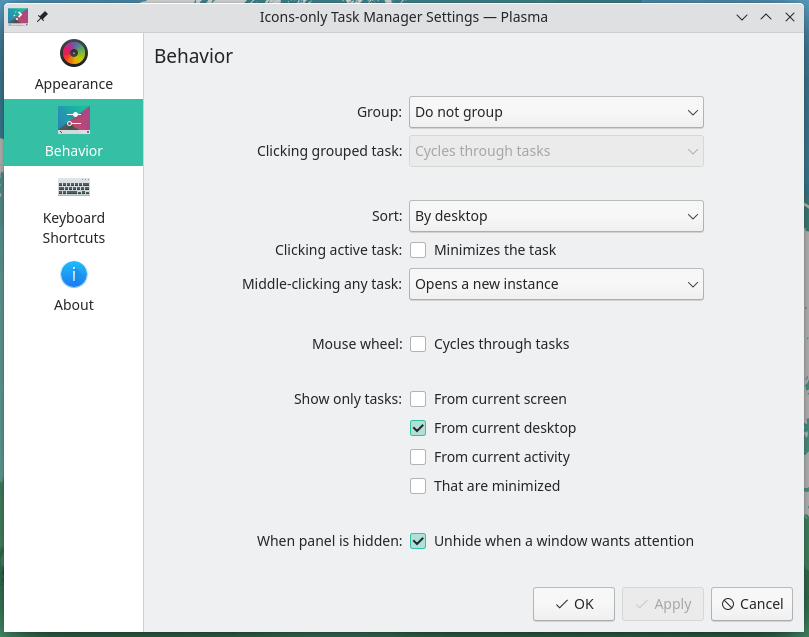 Icons-only Task Manager Settings — Plasma
Appearance
Behavior
Keyboard
Shortcuts
About
Behavior
Group: Do not group
Clicking grouped task: Cycles through tasks
Sort: By desktop
Clicking active task: Minimizes the task
Middle-clicking any task: Opens a new instance
Mouse wheel: Cycles through tasks
Show only tasks: From current screen
From current desktop
From current activity
That are minimized
When panel is hidden: Unhide when a window wants attention
OK Apply Cancel